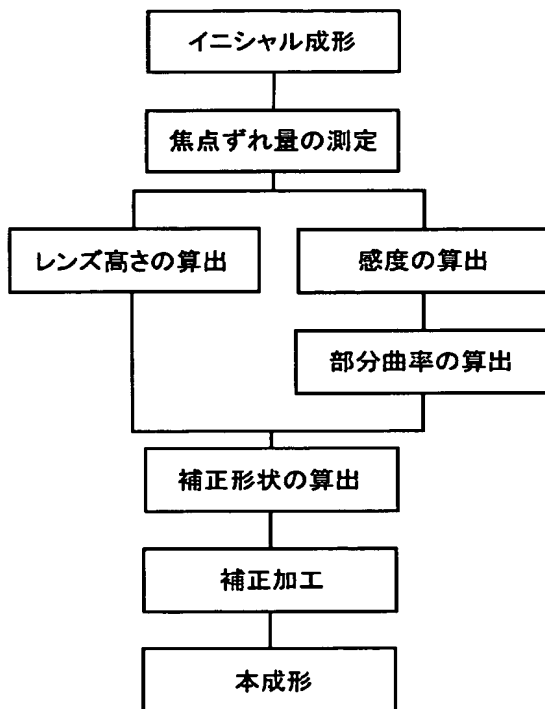 イニシャル成形
焦点ずれ量の測定
レンズ高さの算出
感度の算出
部分曲率の算出
補正形状の算出
補正加工
本成形